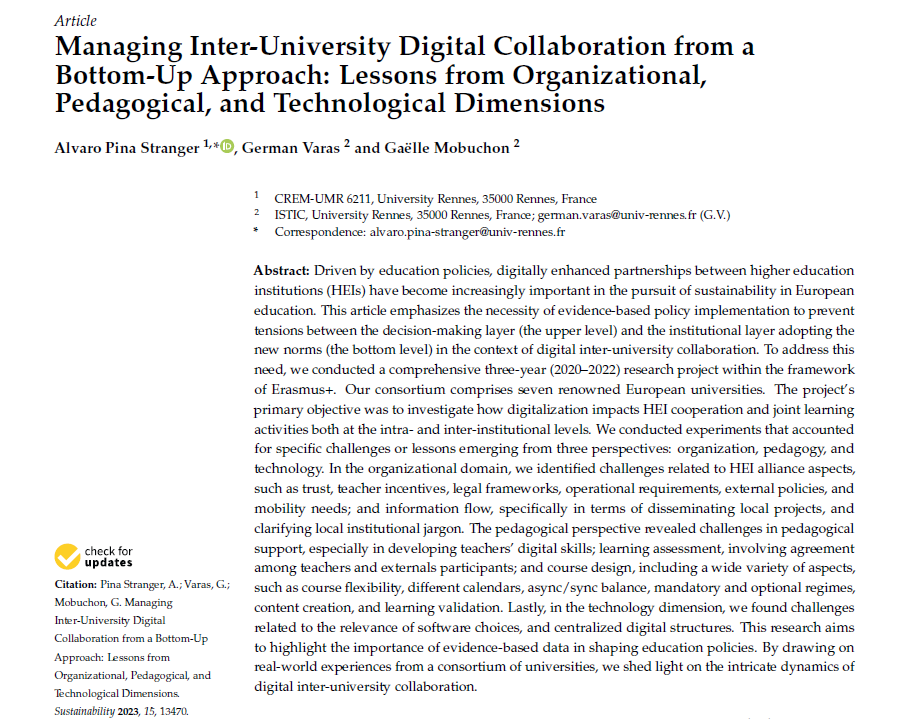 Article
Managing Inter-University Digital Collaboration from a
Bottom-Up Approach: Lessons from Organizational,
Pedagogical, and Technological Dimensions
Alvaro Pina Stranger 1,* iD, German Varas 2 and Gaëlle Mobuchon 2
1 CREM-UMR 6211, University Rennes, 35000 Rennes, France
2 ISTIC, University Rennes, 35000 Rennes, France; german.varas@univ-rennes.fr (G.V.)
* Correspondence: alvaro.pina-stranger@univ-rennes.fr
Abstract: Driven by education policies, digitally enhanced partnerships between higher education
institutions (HEIs) have become increasingly important in the pursuit of sustainability in European
education. This article emphasizes the necessity of evidence-based policy implementation to prevent
tensions between the decision-making layer (the upper level) and the institutional layer adopting the
new norms (the bottom level) in the context of digital inter-university collaboration. To address this
need, we conducted a comprehensive three-year (2020–2022) research project within the framework
of Erasmus+. Our consortium comprises seven renowned European universities. The project's
primary objective was to investigate how digitalization impacts HEI cooperation and joint learning
activities both at the intra- and inter-institutional levels. We conducted experiments that accounted
for specific challenges or lessons emerging from three perspectives: organization, pedagogy, and
technology. In the organizational domain, we identified challenges related to HEI alliance aspects,
such as trust, teacher incentives, legal frameworks, operational requirements, external policies, and
mobility needs; and information flow, specifically in terms of disseminating local projects, and
clarifying local institutional jargon. The pedagogical perspective revealed challenges in pedagogical
support, especially in developing teachers' digital skills; learning assessment, involving agreement
among teachers and externals participants; and course design, including a wide variety of aspects,
such as course flexibility, different calendars, async/sync balance, mandatory and optional regimes,
content creation, and learning validation. Lastly, in the technology dimension, we found challenges
related to the relevance of software choices, and centralized digital structures. This research aims
to highlight the importance of evidence-based data in shaping education policies. By drawing on
real-world experiences from a consortium of universities, we shed light on the intricate dynamics of
digital inter-university collaboration.
check for
updates
Citation: Pina Stranger, A.; Varas, G.;
Mobuchon, G. Managing
Inter-University Digital
Collaboration from a Bottom-Up
Approach: Lessons from
Organizational, Pedagogical, and
Technological Dimensions.
Sustainability 2023, 15, 13470.